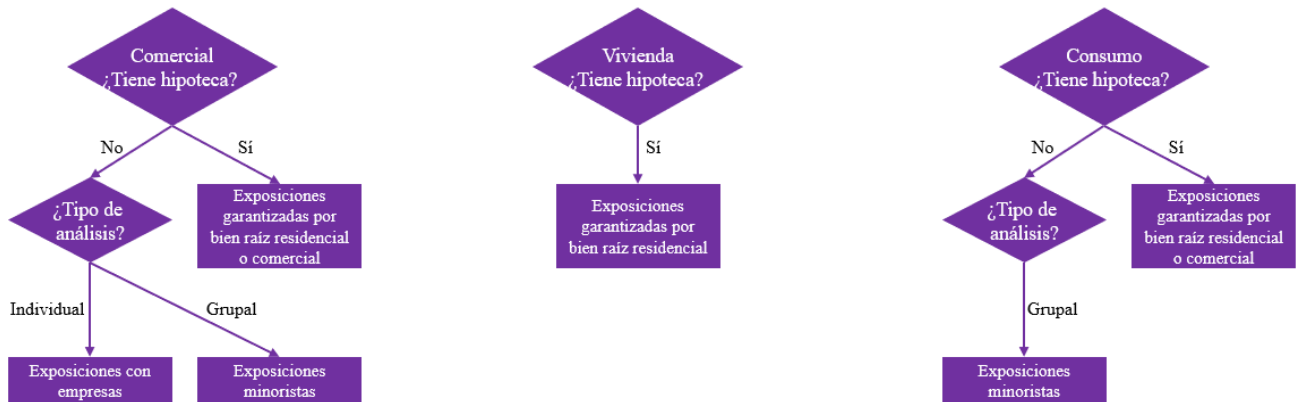 Comercial
¿Tiene hipoteca?
No
Sí
¿Tipo de
análisis?
Exposiciones
garantizadas por
bien raíz residencial
o comercial
Individual
Grupal
Exposiciones con
empresas
Exposiciones
minoristas
Vivienda
¿Tiene hipoteca?
Sí
Exposiciones
garantizadas por
bien raíz residencial
Consumo
¿Tiene hipoteca?
No
Sí
¿Tipo de
análisis?
Exposiciones
garantizadas por
bien raíz residencial
o comercial
Grupal
Exposiciones
minoristas